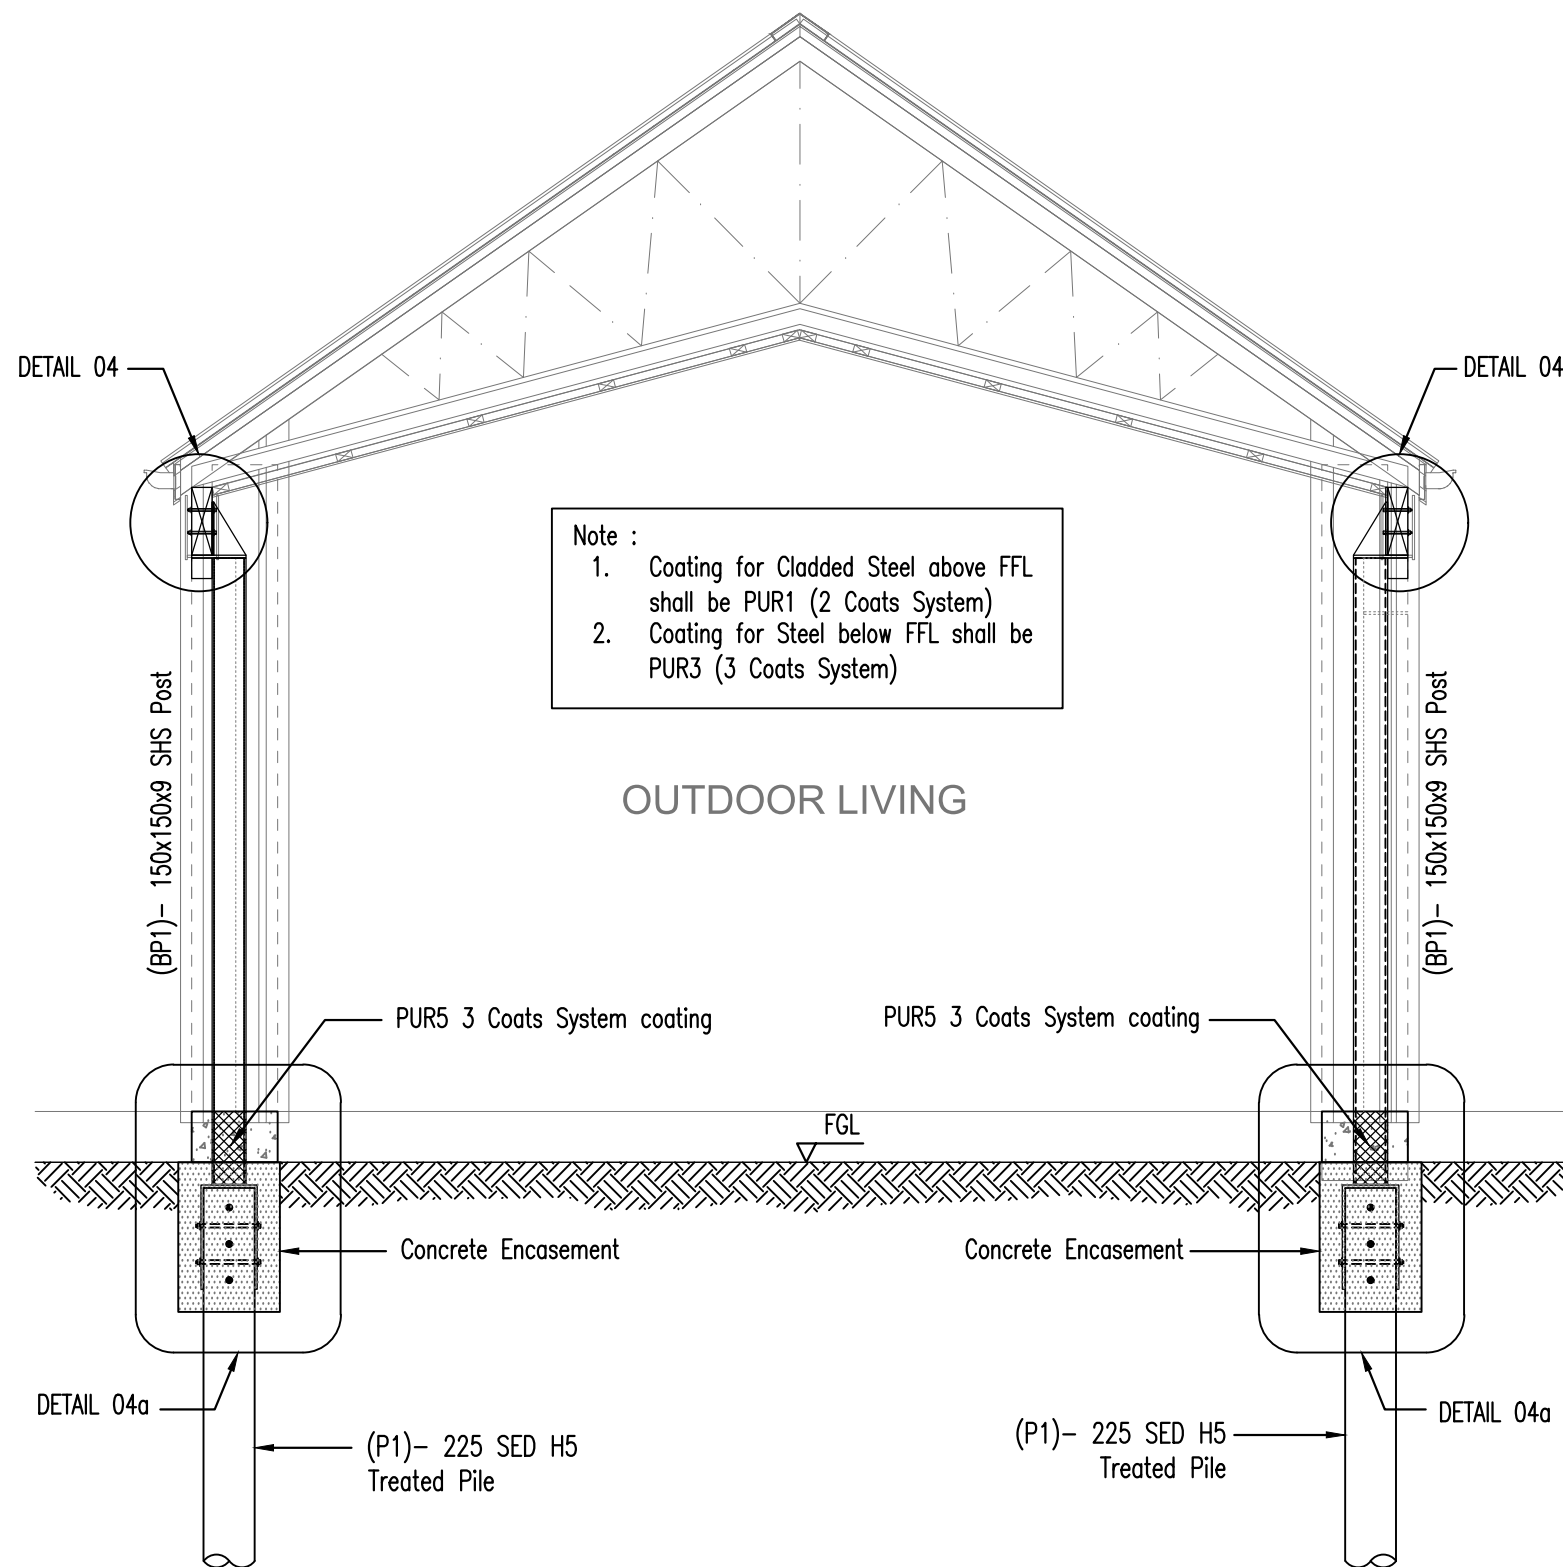 DETAIL 04
DETAIL 04
Note :
1. Coating for Cladded Steel above FFL
shall be PUR1 (2 Coats System)
2. Coating for Steel below FFL shall be
PUR3 (3 Coats System)
(BP1)- 150x150x9 SHS Post
(BP1)- 150x150x9 SHS Post
OUTDOOR LIVING
PUR5 3 Coats System coating
PUR5 3 Coats System coating
FGL
Concrete Encasement
Concrete Encasement
DETAIL 04a
DETAIL 04a
(P1)- 225 SED H5
Treated Pile
(P1)- 225 SED H5
Treated Pile